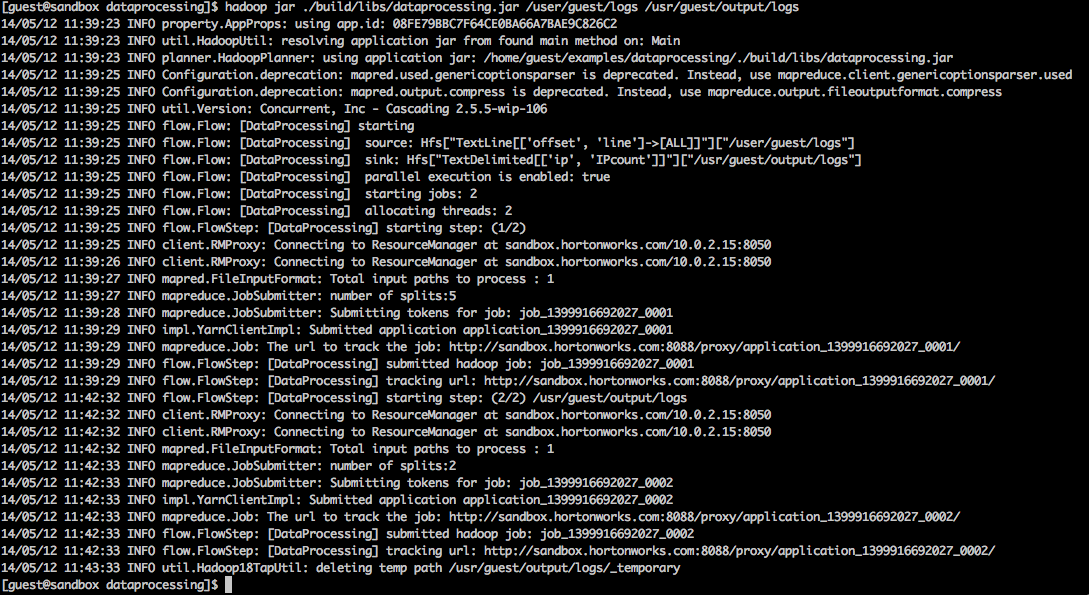 [guest@sandbox dataprocessing]$ hadoop jar ./build/libs/dataprocessing.jar /user/guest/logs /usr/guest/output/logs
14/05/12 11:39:23 INFO property.AppProps: using app.id: 08FE79BBC7F64CE0BA66A7BAE9C826C2
14/05/12 11:39:23 INFO util.HadoopUtil: resolving application jar from found main method on: Main
14/05/12 11:39:23 INFO planner.HadoopPlanner: using application jar: /home/guest/examples/dataprocessing/./build/libs/dataprocessing.jar
14/05/12 11:39:25 INFO Configuration.deprecation: mapred.used.genericoptionsparser is deprecated. Instead, use mapreduce.client.genericoptionsparser.used
14/05/12 11:39:25 INFO Configuration.deprecation: mapred.output.compress is deprecated. Instead, use mapreduce.output.fileoutputformat.compress
14/05/12 11:39:25 INFO util.Version: Concurrent, Inc - Cascading 2.5.5-wip-106
14/05/12 11:39:25 INFO flow.Flow: [DataProcessing] starting
14/05/12 11:39:25 INFO flow.Flow: [DataProcessing]  source: Hfs["TextLine[['offset', 'line']->[ALL]]"]["/user/guest/logs"]
14/05/12 11:39:25 INFO flow.Flow: [DataProcessing]  sink: Hfs["TextDelimited[['ip', 'IPcount']]"]["/usr/guest/output/logs"]
14/05/12 11:39:25 INFO flow.Flow: [DataProcessing]  parallel execution is enabled: true
14/05/12 11:39:25 INFO flow.Flow: [DataProcessing]  starting jobs: 2
14/05/12 11:39:25 INFO flow.Flow: [DataProcessing]  allocating threads: 2
14/05/12 11:39:25 INFO flow.FlowStep: [DataProcessing] starting step: (1/2)
14/05/12 11:39:25 INFO client.RMProxy: Connecting to ResourceManager at sandbox.hortonworks.com/10.0.2.15:8050
14/05/12 11:39:26 INFO client.RMProxy: Connecting to ResourceManager at sandbox.hortonworks.com/10.0.2.15:8050
14/05/12 11:39:27 INFO mapred.FileInputFormat: Total input paths to process : 1
14/05/12 11:39:27 INFO mapreduce.JobSubmitter: number of splits:5
14/05/12 11:39:28 INFO mapreduce.JobSubmitter: Submitting tokens for job: job_1399916692027_0001
14/05/12 11:39:29 INFO impl.YarnClientImpl: Submitted application application_1399916692027_0001
14/05/12 11:39:29 INFO mapreduce.Job: The url to track the job: http://sandbox.hortonworks.com:8088/proxy/application_1399916692027_0001/
14/05/12 11:39:29 INFO flow.FlowStep: [DataProcessing] submitted hadoop job: job_1399916692027_0001
14/05/12 11:39:29 INFO flow.FlowStep: [DataProcessing] tracking url: http://sandbox.hortonworks.com:8088/proxy/application_1399916692027_0001/
14/05/12 11:42:32 INFO flow.FlowStep: [DataProcessing] starting step: (2/2) /usr/guest/output/logs
14/05/12 11:42:32 INFO client.RMProxy: Connecting to ResourceManager at sandbox.hortonworks.com/10.0.2.15:8050
14/05/12 11:42:32 INFO client.RMProxy: Connecting to ResourceManager at sandbox.hortonworks.com/10.0.2.15:8050
14/05/12 11:42:32 INFO mapred.FileInputFormat: Total input paths to process : 1
14/05/12 11:42:33 INFO mapreduce.JobSubmitter: number of splits:2
14/05/12 11:42:33 INFO mapreduce.JobSubmitter: Submitting tokens for job: job_1399916692027_0002
14/05/12 11:42:33 INFO impl.YarnClientImpl: Submitted application application_1399916692027_0002
14/05/12 11:42:33 INFO mapreduce.Job: The url to track the job: http://sandbox.hortonworks.com:8088/proxy/application_1399916692027_0002/
14/05/12 11:42:33 INFO flow.FlowStep: [DataProcessing] submitted hadoop job: job_1399916692027_0002
14/05/12 11:42:33 INFO flow.FlowStep: [DataProcessing] tracking url: http://sandbox.hortonworks.com:8088/proxy/application_1399916692027_0002/
14/05/12 11:43:33 INFO util.Hadoop18TapUtil: deleting temp path /usr/guest/output/logs/_temporary
[guest@sandbox dataprocessing]$